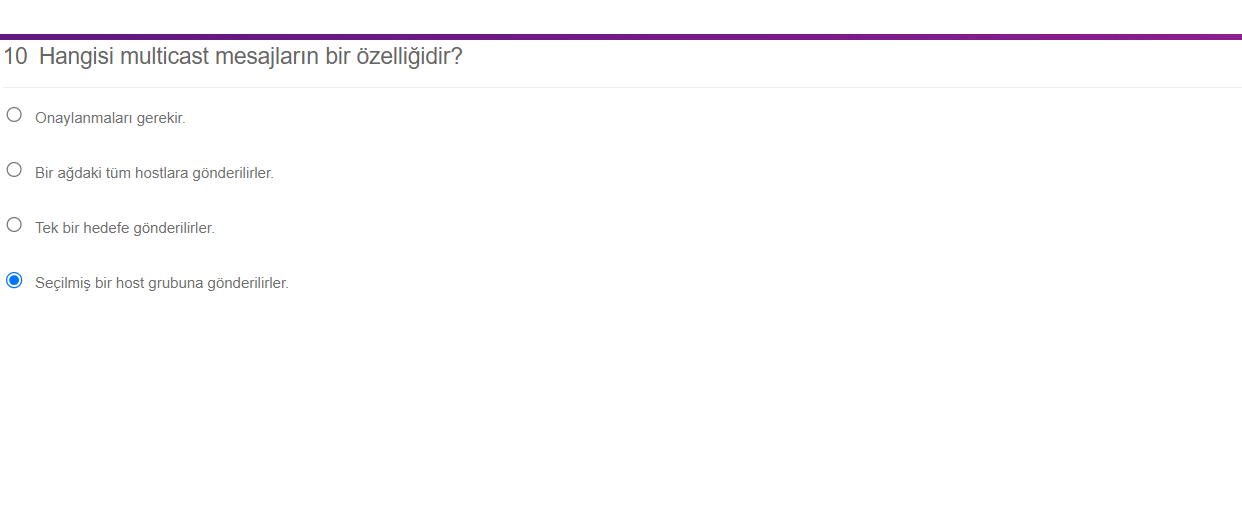 10 Hangisi multicast mesajların bir özelliğidir?
Onaylanmaları gerekir.
Bir ağdaki tüm hostlara gönderilirler.
Tek bir hedefe gönderilirler.
Seçilmiş bir host grubuna gönderilirler.